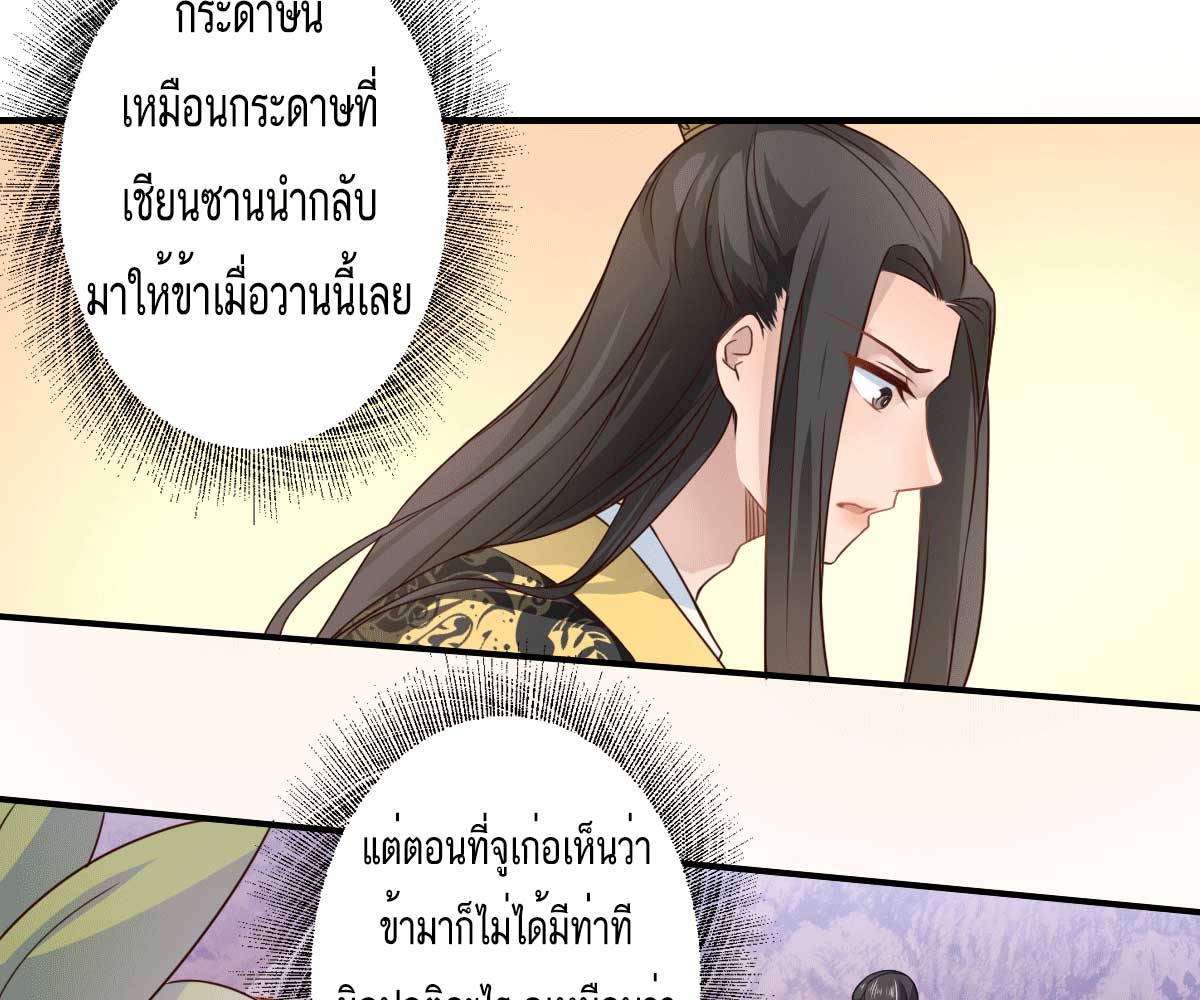 เหมือนกระดาษที่
เชียนซานนำกลับ
มาให้ข้าเมื่อวานนี้เลย
แต่ตอนที่จูเก่อเห็นว่า
ข้ามาก็ไม่ได้มีท่าที